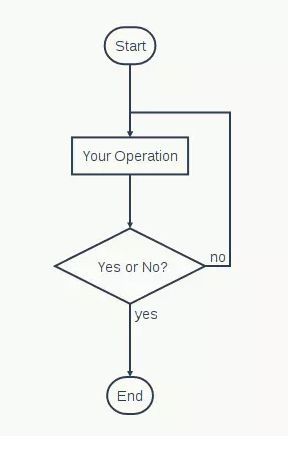 Start
Your Operation
Yes or No?
no
yes
End